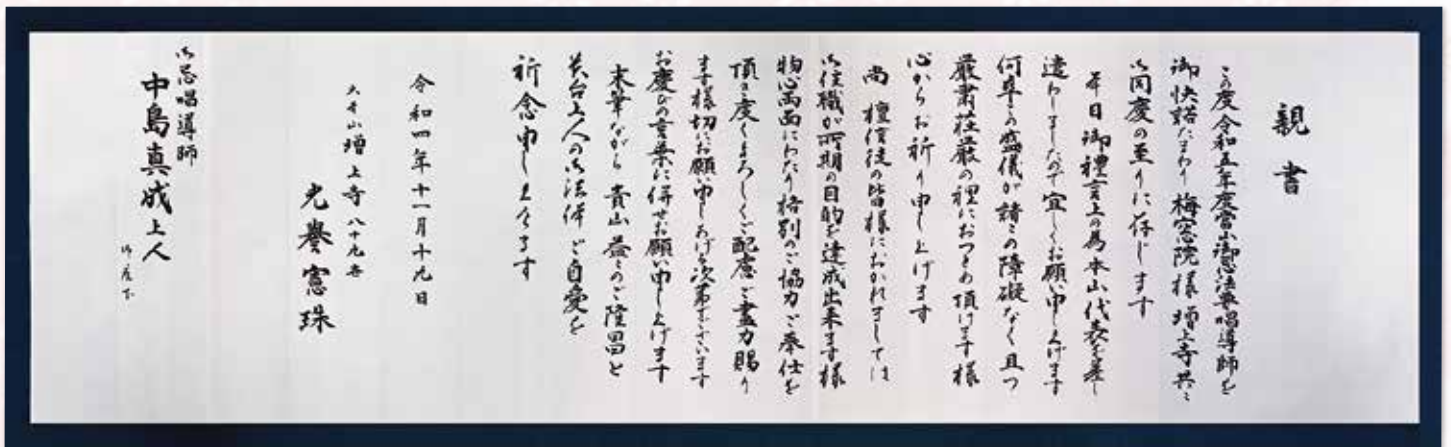 親書
この度令和五年度當山御忌法要唱導師を
御快諾たまわり梅窓院様増上寺共々
御同慶の至りに存じます
本日御禮言上の為本山代表を差し
遣わしましたので宜しくお願い申し上げます
何卒この盛儀が諸々の障礙なく且つ
厳粛荘厳の裡におつとめ頂けます様
心からお祈り申し上げます
尚檀信徒の皆様におかれましては
御住職が所期の目的を達成出来ます様
物心両面にわたり格別のご協力ご奉仕を
頂き度くよろしくご配慮ご盡力賜り
ます様切にお願い申しあげる次第でございます
お慶びの言葉に併せお願い申し上げます
末筆ながら貴山益々のご隆昌と
貴台上人の御法体ご自愛を
祈念申し上げます
令和四年十一月十九日
大本山増上寺八十九世
光誉憲珠
御忌唱導師
中島真成上人